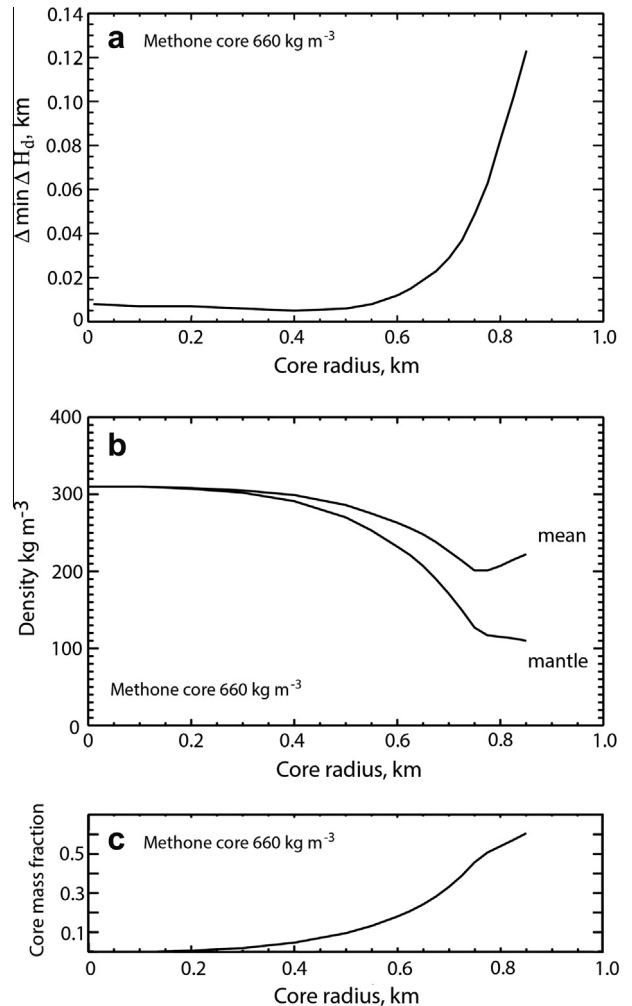 0.14
a Methone core 660 kg m-3
0.12
0.10
0.08
0.06
0.04
0.02
0
Δ min Δ Hd, km
0 0.2 0.4 0.6 0.8 1.0
Core radius, km
400
b
300
200
100
0
Density kg m-3
mean
mantle
Methone core 660 kg m-3
0 0.2 0.4 0.6 0.8 1.0
Core radius, km
c Methone core 660 kg m-3
0.5
0.3
0.1
Core mass fraction
0 0.2 0.4 0.6 0.8 1.0
Core radius, km